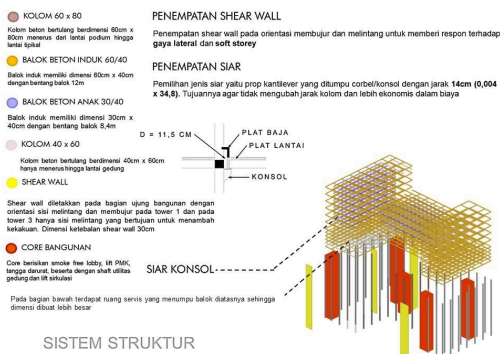 KOLOM 60 x 80
Kolom beton bertulang berdimensi 60cm x
80cm menerus dari lantai podium hingga
lantai tipikal
BALOK BETON INDUK 60/40
Balok induk memiliki dimensi 60cm x 40cm
dengan bentang balok 12m
BALOK BETON ANAK 30/40
Balok induk memiliki dimensi 30cm x
40cm dengan bentang balok 8,4m
KOLOM 40 x 60
Kolom beton bertulang berdimensi 40cm x 60cm
hanya menerus hingga lantai gedung
SHEAR WALL
Shear wall diletakkan pada bagian ujung bangunan dengan
orientasi sisi melintang dan membujur pada tower 1 dan pada
tower 3 hanya sisi melintang yang bertujuan untuk menambah
kekakuan. Dimensi ketebalan shear wall 30cm
CORE BANGUNAN
Core berisikan smoke free lobby, lift PMK,
tangga darurat, beserta dengan shaft utilitas
gedung dan lift sirkulasi
PENEMPATAN SHEAR WALL
Penempatan shear wall pada orientasi membujur dan melintang untuk memberi respon terhadap
gaya lateral dan soft storey
PENEMPATAN SIAR
Pemilihan jenis siar yaitu prop kantilever yang ditumpu corbel/konsol dengan jarak 14cm (0,004
x 34,8). Tujuannya agar tidak mengubah jarak kolom dan lebih ekonomis dalam biaya
D = 11,5 CM
PLAT BAJA
PLAT LANTAI
KONSOL
SIAR KONSOL
Pada bagian bawah terdapat ruang servis yang menumpu balok diatasnya sehingga
dimensi dibuat lebih besar
SISTEM STRUKTUR